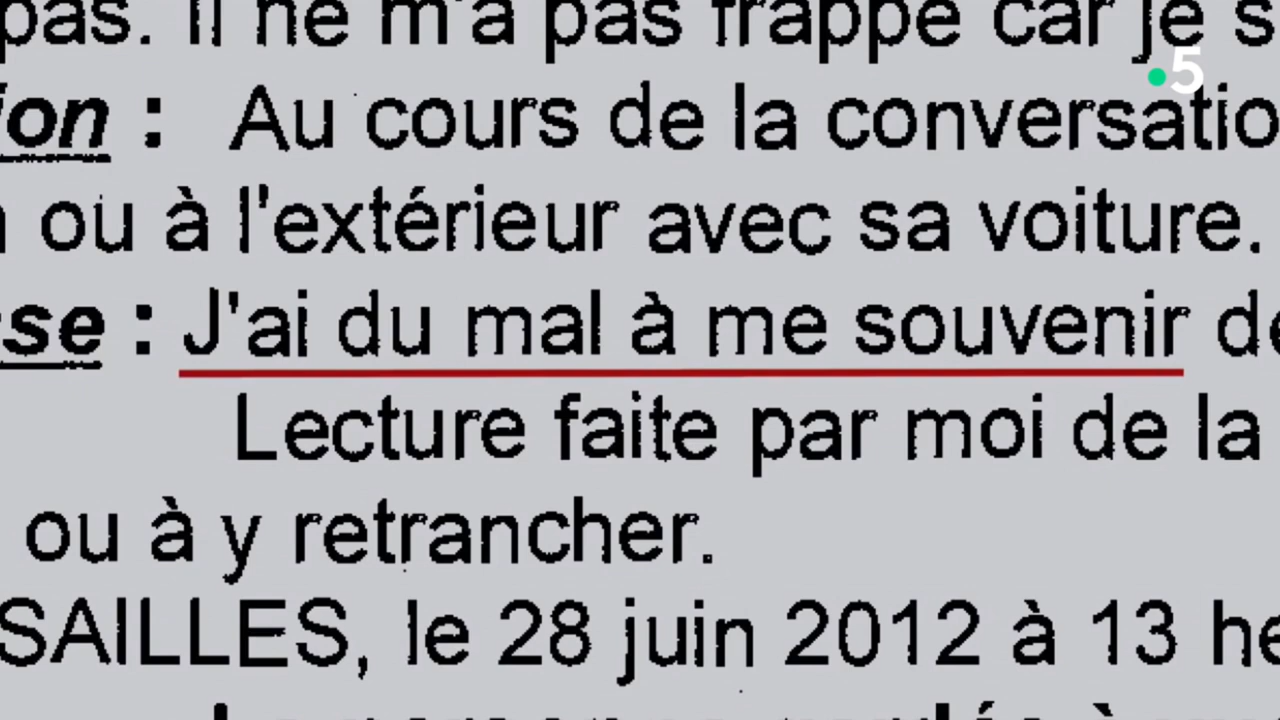 pas. Il ne m'a pas frappé car je s
5
ion : Au cours de la conversatio
ou à l'extérieur avec sa voiture.
sse : J'ai du mal à me souvenir de
Lecture faite par moi de la
ou à y retrancher.
SAILLES, le 28 juin 2012 à 13 he